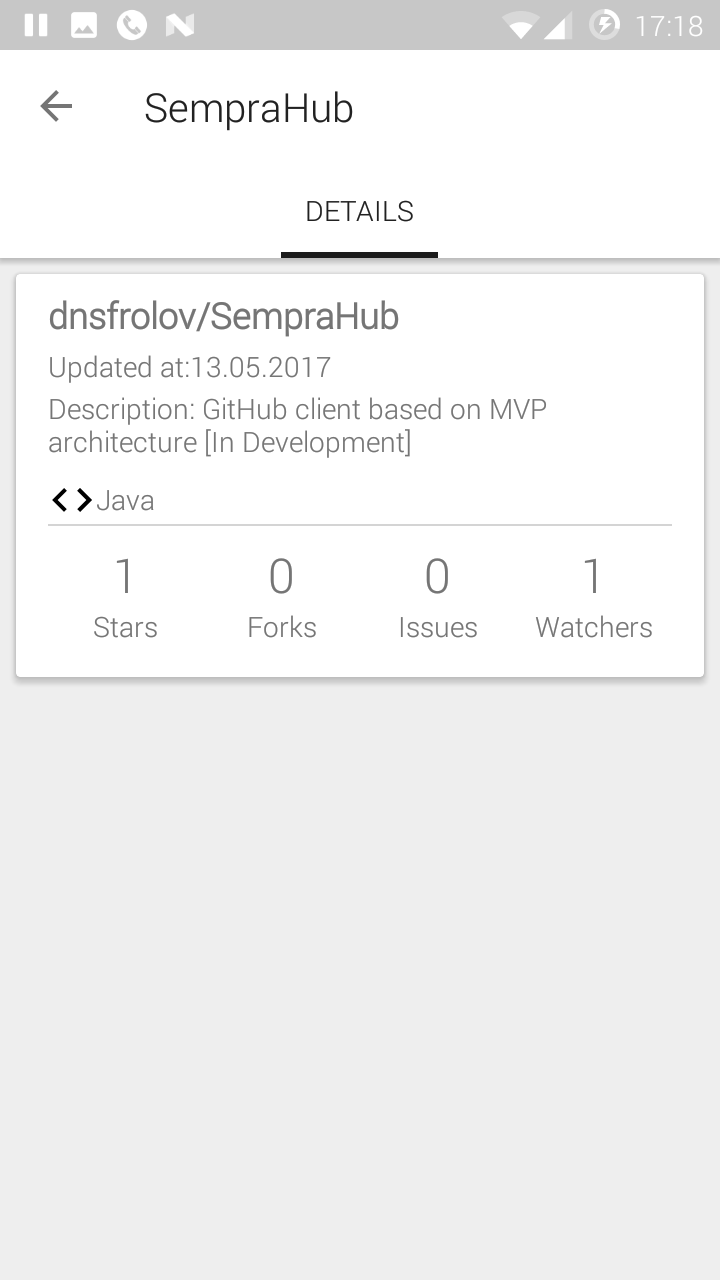 17:18
SempraHub
DETAILS
dnsfrolov/SempraHub
Updated at:13.05.2017
Description: GitHub client based on MVP
architecture [In Development]
Java
1 0 0 1
Stars Forks Issues Watchers